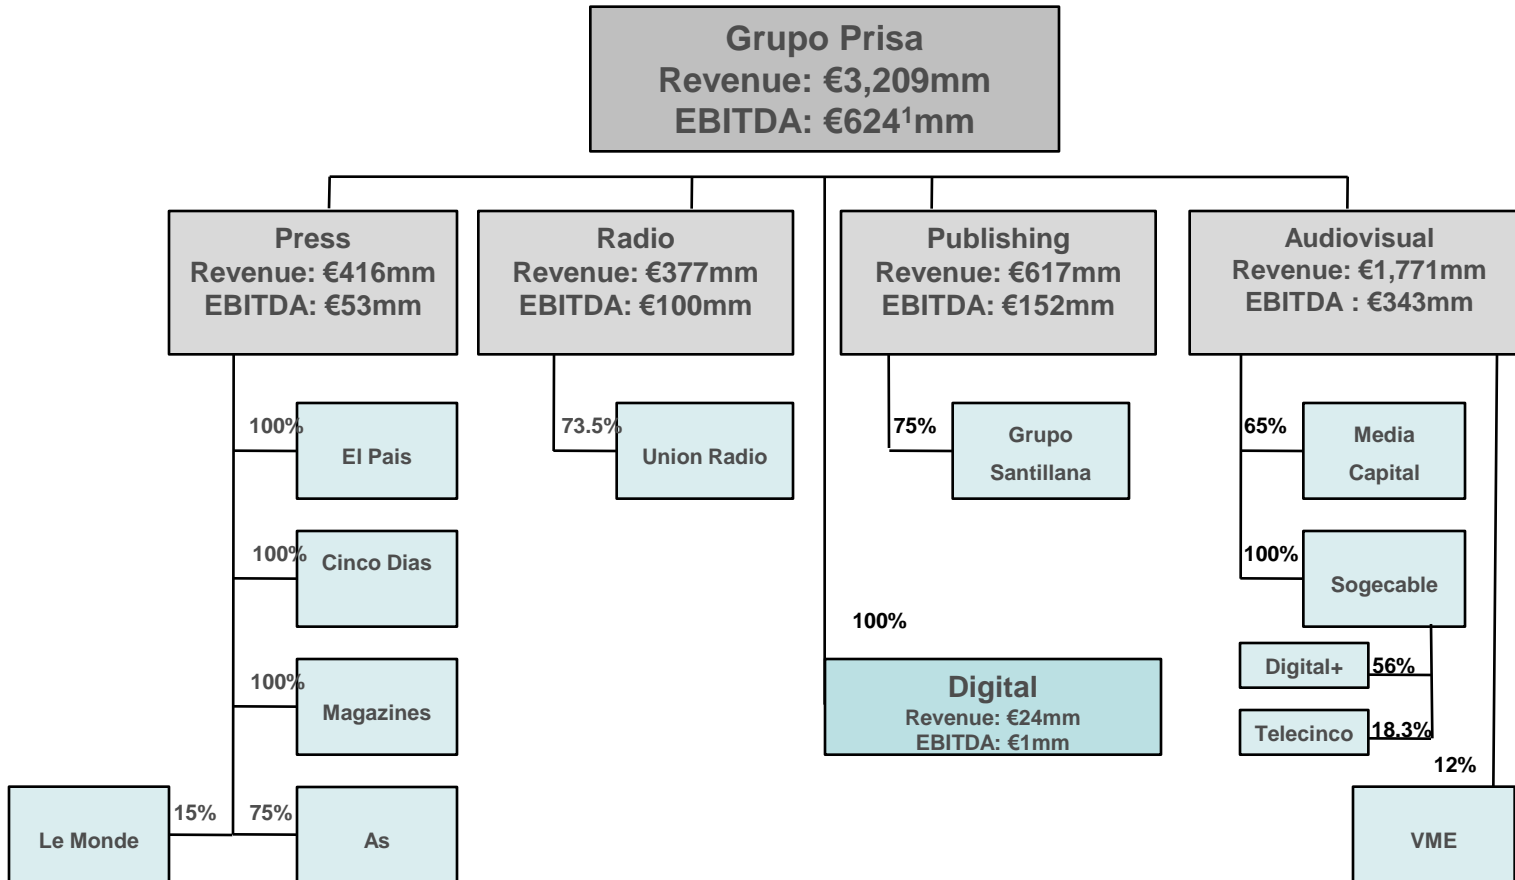 Grupo Prisa
Revenue: €3,209mm
EBITDA: €624¹mm
Press
Revenue: €416mm
EBITDA: €53mm
Radio
Revenue: €377mm
EBITDA: €100mm
Publishing
Revenue: €617mm
EBITDA: €152mm
Audiovisual
Revenue: €1,771mm
EBITDA : €343mm
100%
El Pais
73.5%
Union Radio
75%
Grupo
Santillana
65%
Media
Capital
100%
Cinco Dias
100%
Sogecable
100%
Magazines
100%
Digital
Revenue: €24mm
EBITDA: €1mm
Digital+
56%
Telecinco
18.3%
12%
Le Monde
15%
75%
As
VME